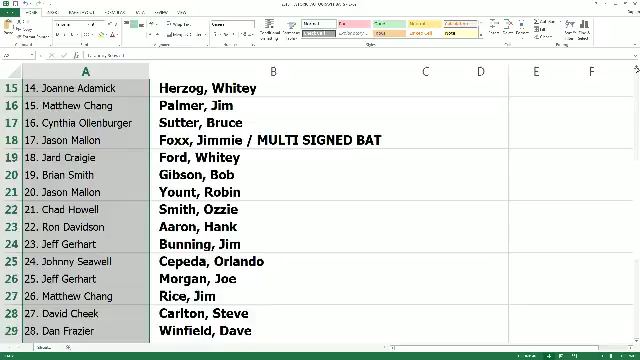 HOME
A B C D E F
15 14. Joanne Adamick Herzog, Whitey
16 15. Matthew Chang Palmer, Jim
17 16. Cynthia Ollenburger Sutter, Bruce
18 17. Jason Mallon Foxx, Jimmie / MULTI SIGNED BAT
19 18. Jard Craigie Ford, Whitey
20 19. Brian Smith Gibson, Bob
21 20. Jason Mallon Yount, Robin
22 21. Chad Howell Smith, Ozzie
23 22. Ron Davidson Aaron, Hank
24 23. Jeff Gerhart Bunning, Jim
25 24. Johnny Seawell Cepeda, Orlando
26 25. Jeff Gerhart Morgan, Joe
27 26. Matthew Chang Rice, Jim
28 27. David Cheek Carlton, Steve
29 28. Dan Frazier Winfield, Dave